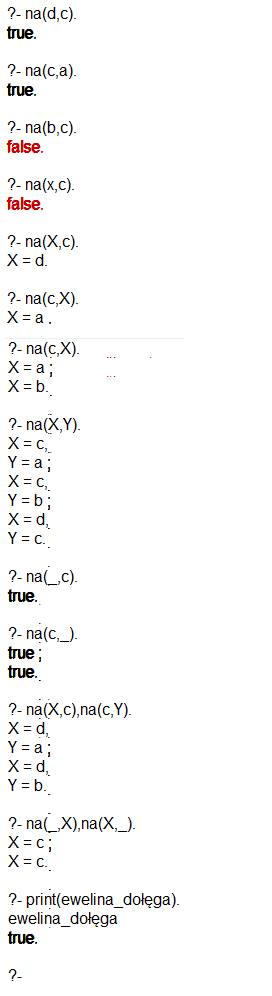 ?- na(d,c).
true.
?- na(c,a).
true.
?- na(b,c).
false.
?- na(x,c).
false.
?- na(X,c).
X = d.
?- na(c,X).
X = a .
?- na(c,X).
X = a ;
X = b.
?- na(X,Y).
X = c,
Y = a ;
X = c,
Y = b ;
X = d,
Y = c.
?- na(_,c).
true.
?- na(c,_).
true ;
true.
?- na(X,c),na(c,Y).
X = d,
Y = a ;
X = d,
Y = b.
?- na(_,X),na(X,_).
X = c ;
X = c.
?- print(ewelina_dołęga).
ewelina_dołęga
true.
?-